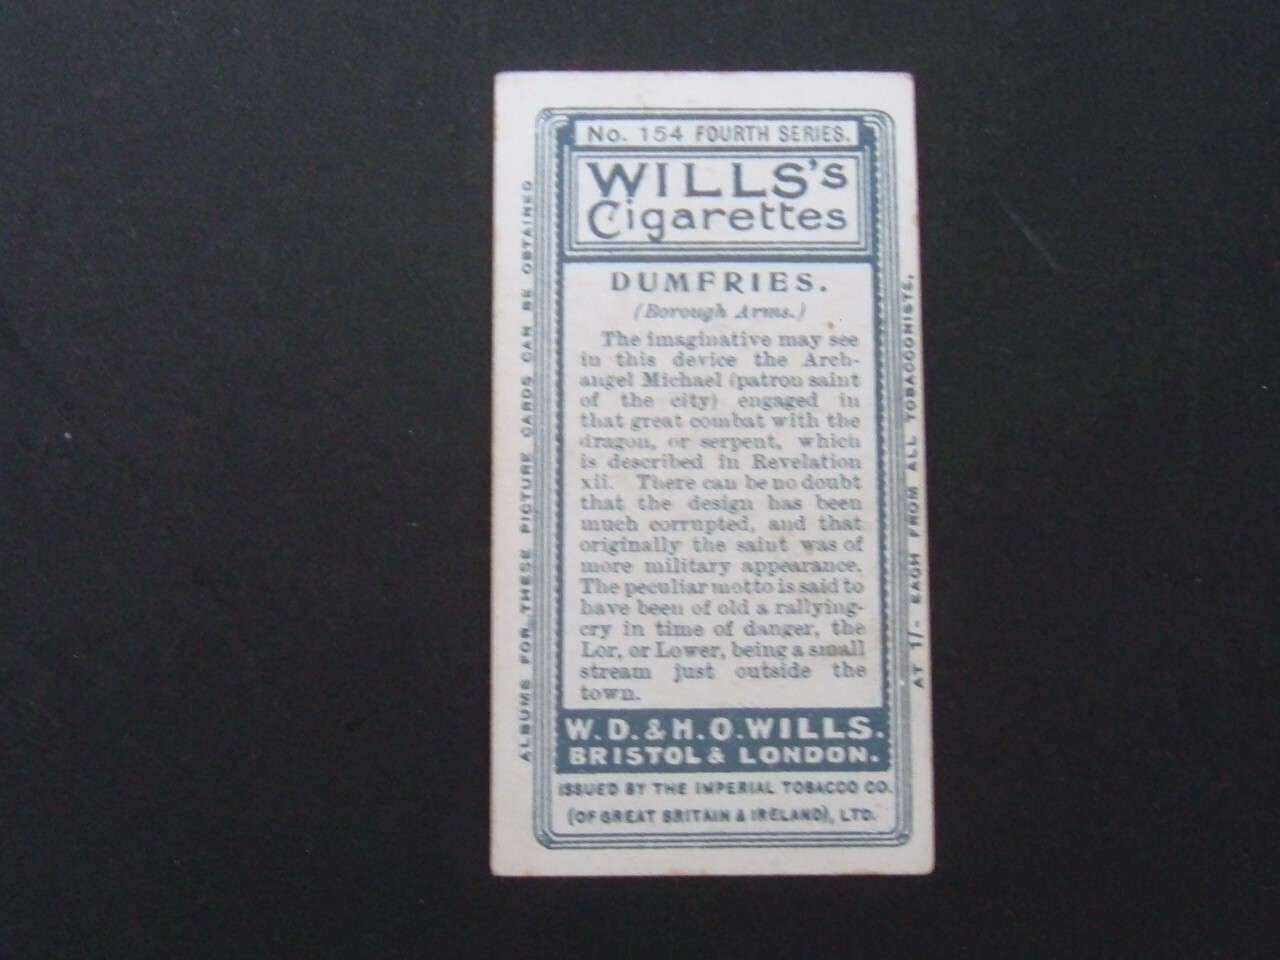 No. 154 FOURTH SERIES.
WILLS's
Cigarettes
DUMFRIES.
(Borough Arms.)
The imaginative may see
in this device the Arch-
angel Michael (patron saint
of the city) engaged in
that great combat with the
dragon, or serpent, which
is described in Revelation
xii. There can be no doubt
that the design has been
much corrupted, and that
originally the saint was of
more military appearance.
The peculiar motto is said to
have been of old a rallying-
cry in time of danger, the
Lor, or Lower, being a small
stream just outside the
town.
W.D.&H.O.WILLS.
BRISTOL & LONDON.
ISSUED BY THE IMPERIAL TOBACCO CO.
(OF GREAT BRITAIN & IRELAND), LTD.
ALBUMS FOR THESE PICTURE CARDS CAN BE OBTAINED
AT 1/- EACH FROM ALL TOBACCONISTS.